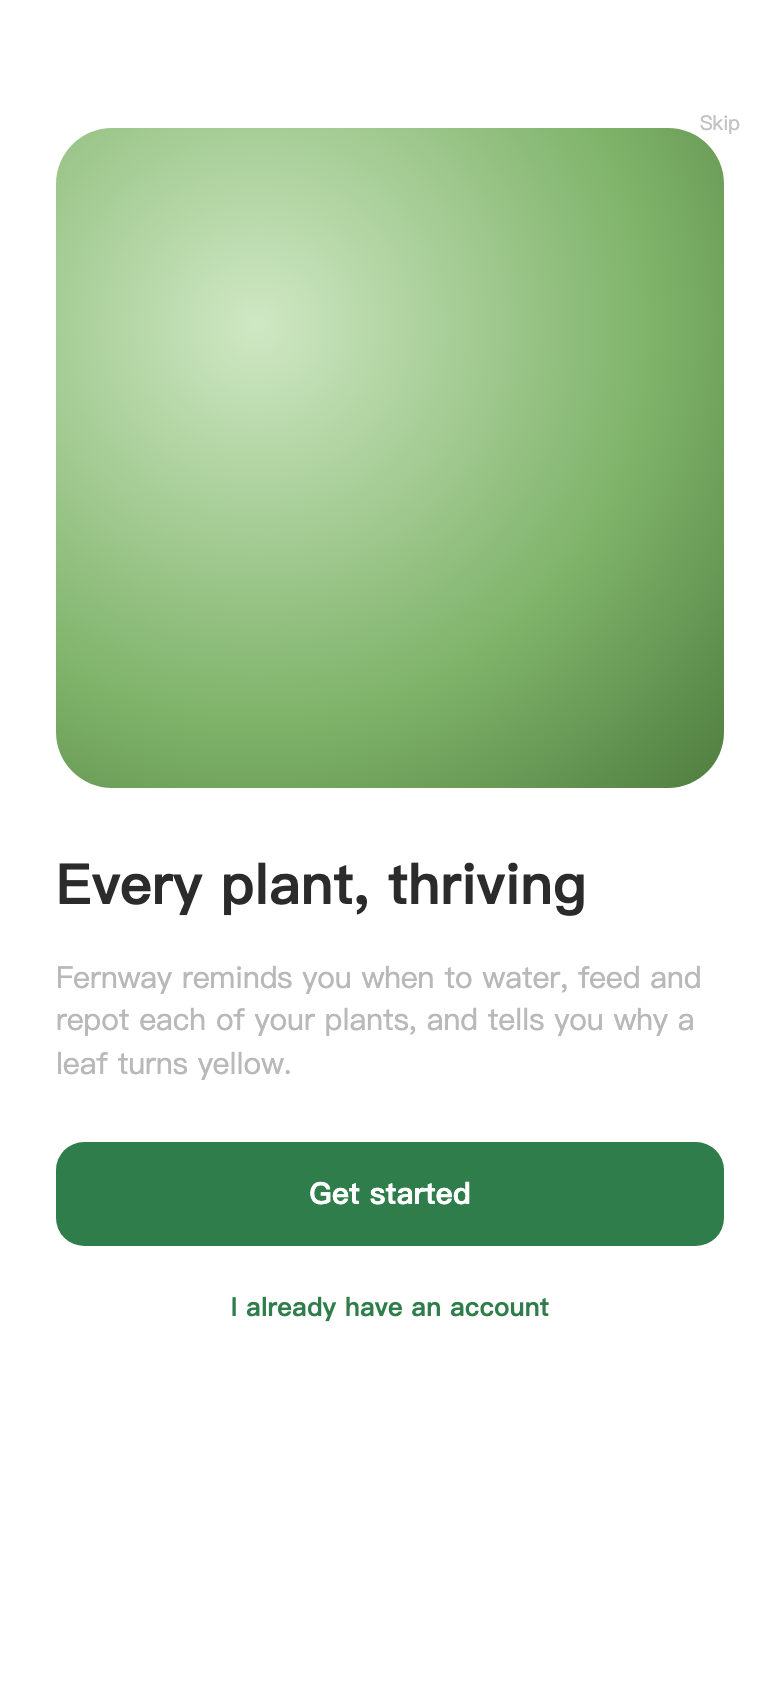 Skip
Every plant, thriving
Fernway reminds you when to water, feed and
repot each of your plants, and tells you why a
leaf turns yellow.
Get started
I already have an account